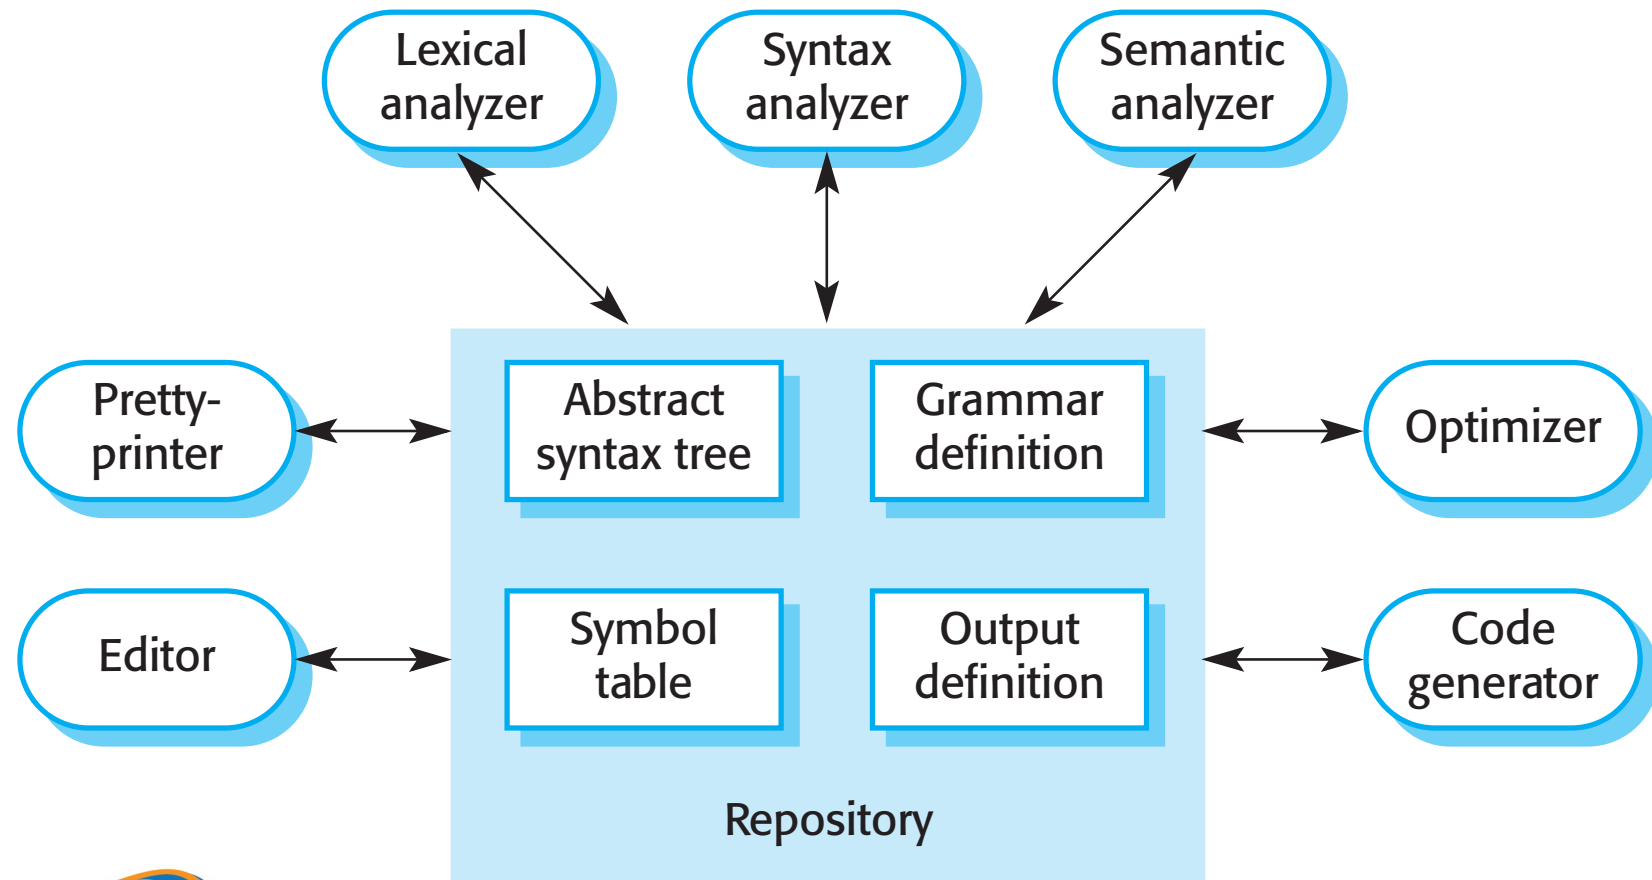 Lexical
analyzer
Syntax
analyzer
Semantic
analyzer
Pretty-
printer
Abstract
syntax tree
Grammar
definition
Optimizer
Editor
Symbol
table
Output
definition
Code
generator
Repository